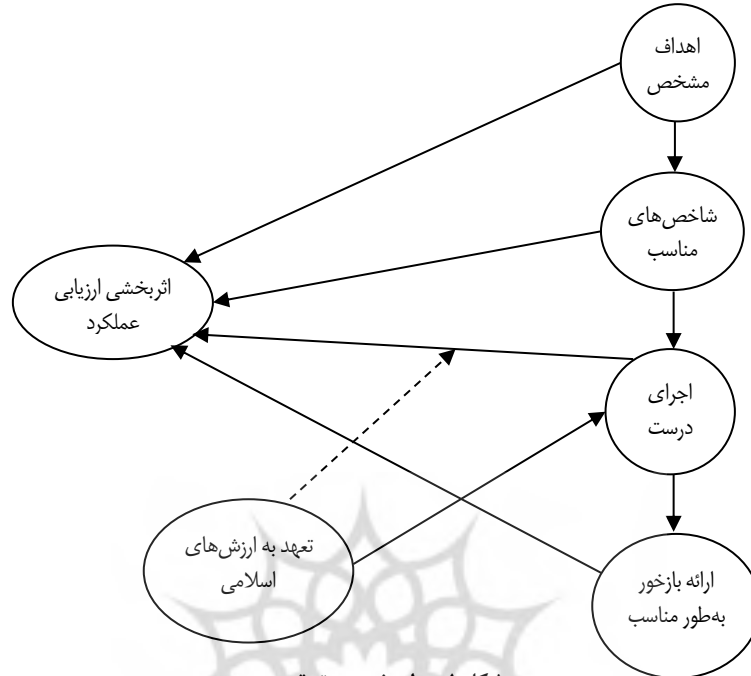 اهداف
مشخص
شاخص‌های
مناسب
اثربخشی ارزیابی
عملکرد
اجرای
درست
تعهد به ارزش‌های
اسلامی
ارائه بازخور
به‌طور مناسب